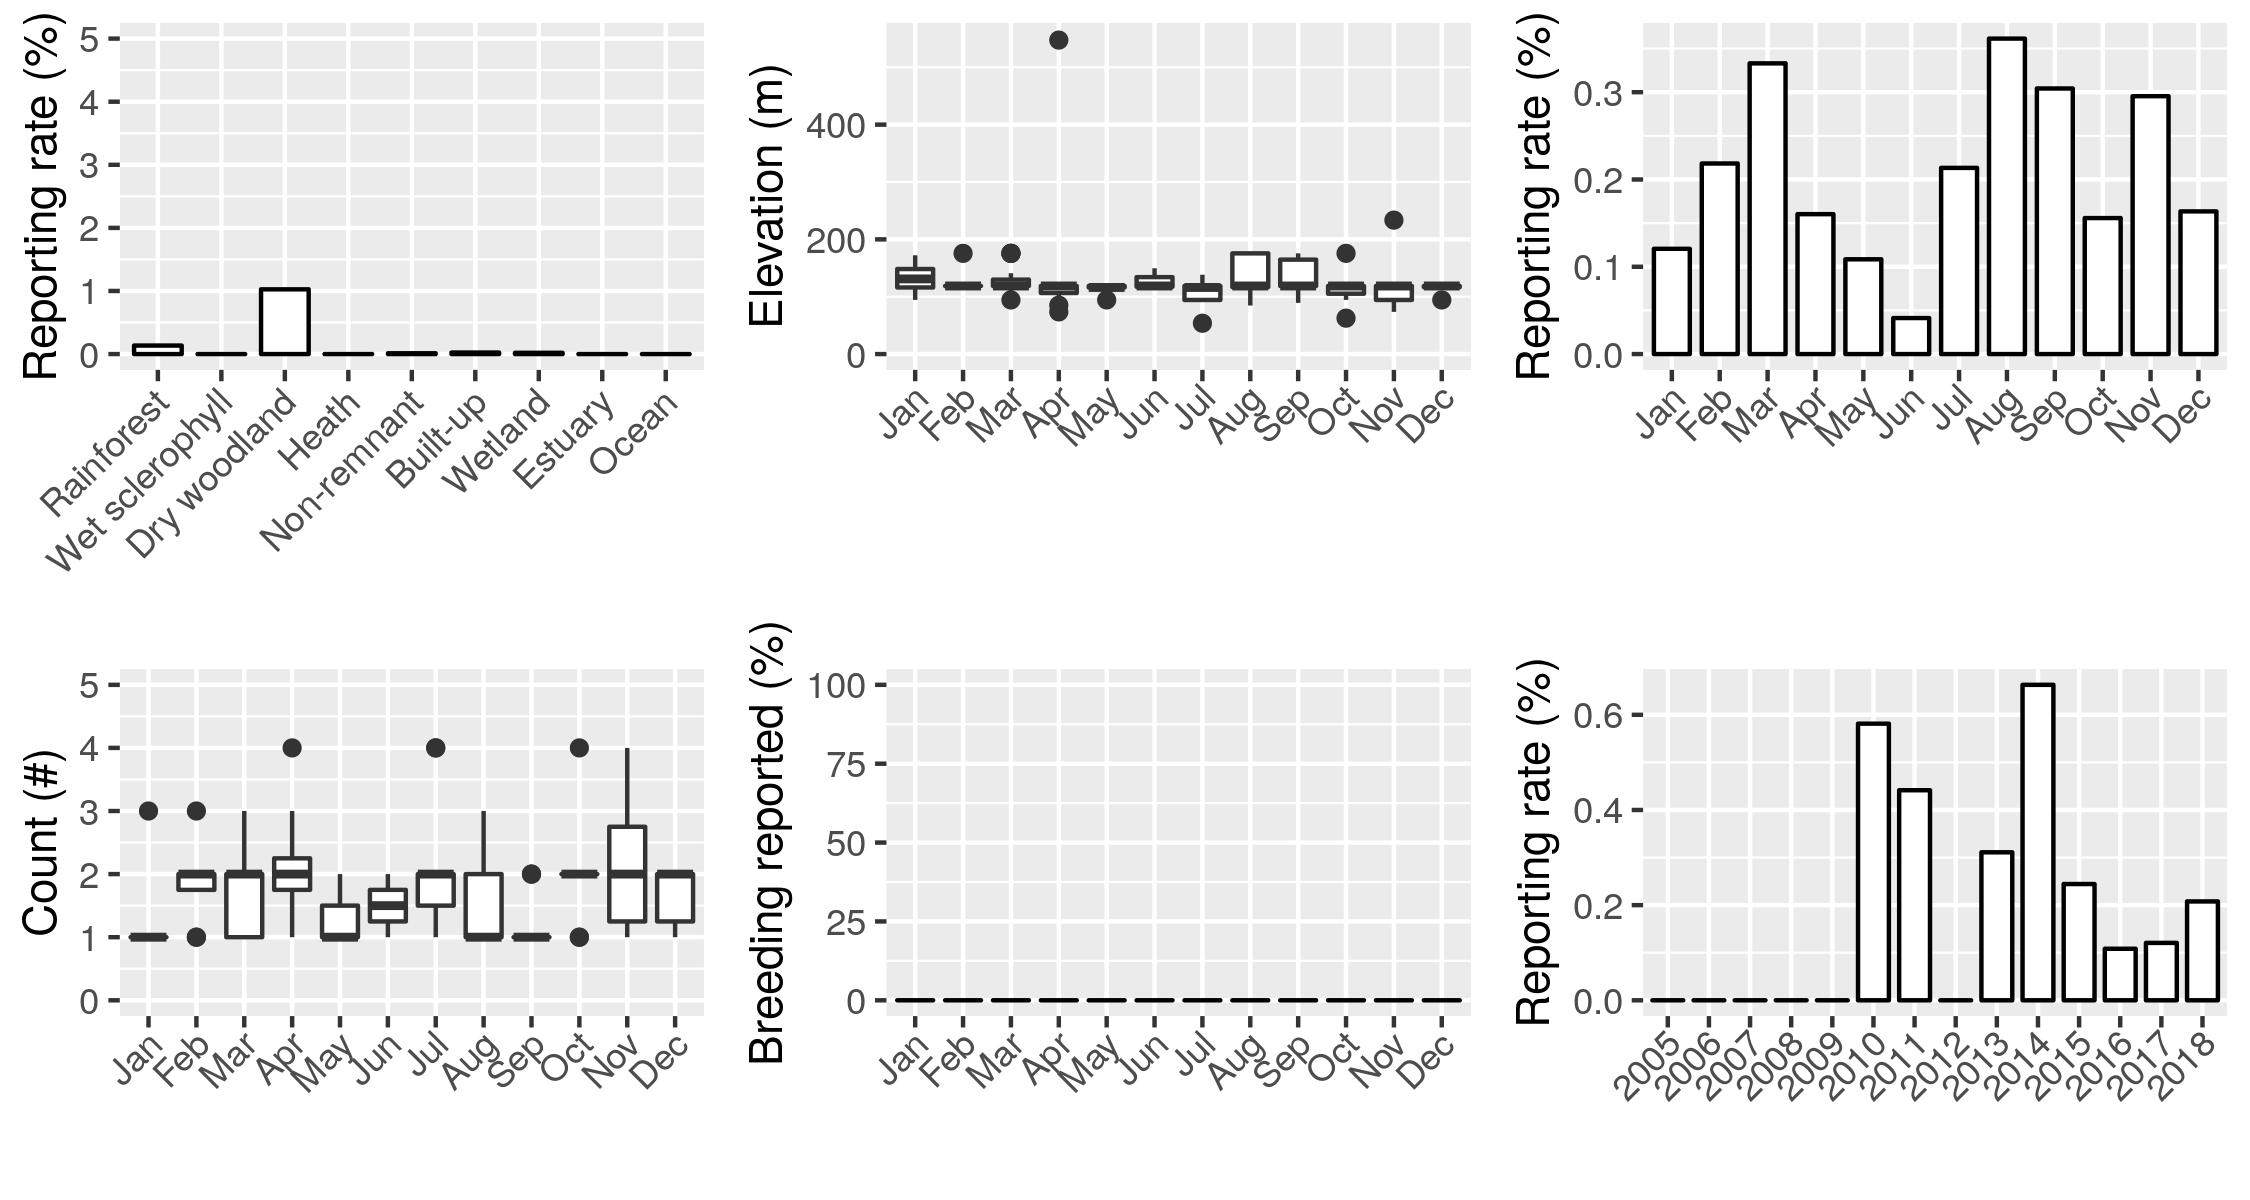 Reporting rate (%)
5
4
3
2
1
0
Rainforest
Wet sclerophyll
Dry woodland
Heath
Non-remnant
Built-up
Wetland
Estuary
Ocean
Elevation (m)
400
200
0
Jan
Feb
Mar
Apr
May
Jun
Jul
Aug
Sep
Oct
Nov
Dec
Reporting rate (%)
0.3
0.2
0.1
0.0
Jan
Feb
Mar
Apr
May
Jun
Jul
Aug
Sep
Oct
Nov
Dec
Count (#)
5
4
3
2
1
0
Jan
Feb
Mar
Apr
May
Jun
Jul
Aug
Sep
Oct
Nov
Dec
Breeding reported (%)
100
75
50
25
0
Jan
Feb
Mar
Apr
May
Jun
Jul
Aug
Sep
Oct
Nov
Dec
Reporting rate (%)
0.6
0.4
0.2
0.0
2005
2006
2007
2008
2009
2010
2011
2012
2013
2014
2015
2016
2017
2018